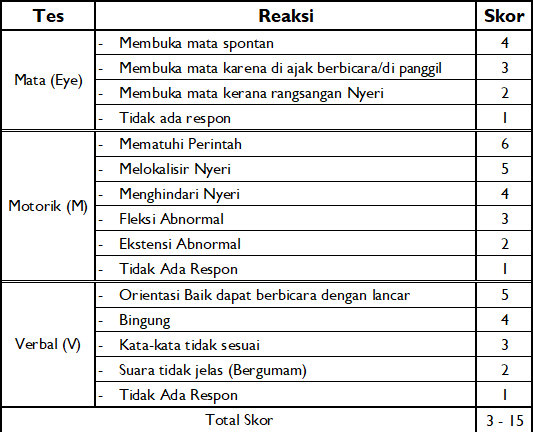 Tes Reaksi Skor
Mata (Eye)
- Membuka mata spontan 4
- Membuka mata karena di ajak berbicara/di panggil 3
- Membuka mata kerana rangsangan Nyeri 2
- Tidak ada respon 1
Motorik (M)
- Mematuhi Perintah 6
- Melokalisir Nyeri 5
- Menghindari Nyeri 4
- Fleksi Abnormal 3
- Ekstensi Abnormal 2
- Tidak Ada Respon 1
Verbal (V)
- Orientasi Baik dapat berbicara dengan lancar 5
- Bingung 4
- Kata-kata tidak sesuai 3
- Suara tidak jelas (Bergumam) 2
- Tidak Ada Respon 1
Total Skor 3 - 15